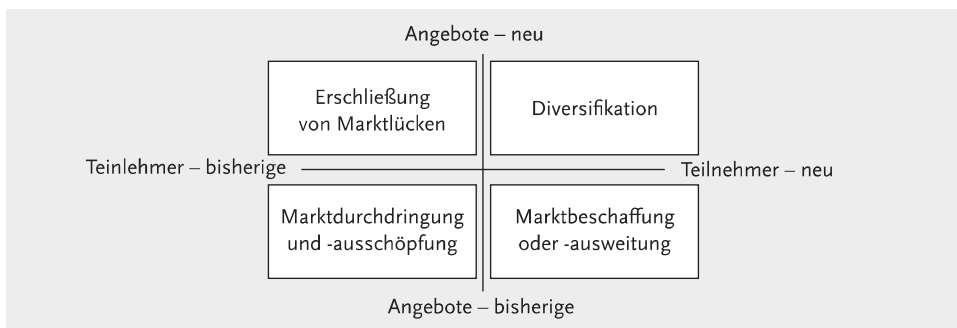 Angebote – neu
Erschließung
von Marktlücken
Diversifikation
Teinlehmer – bisherige
Teilnehmer – neu
Marktdurchdringung
und -ausschöpfung
Marktbeschaffung
oder -ausweitung
Angebote – bisherige